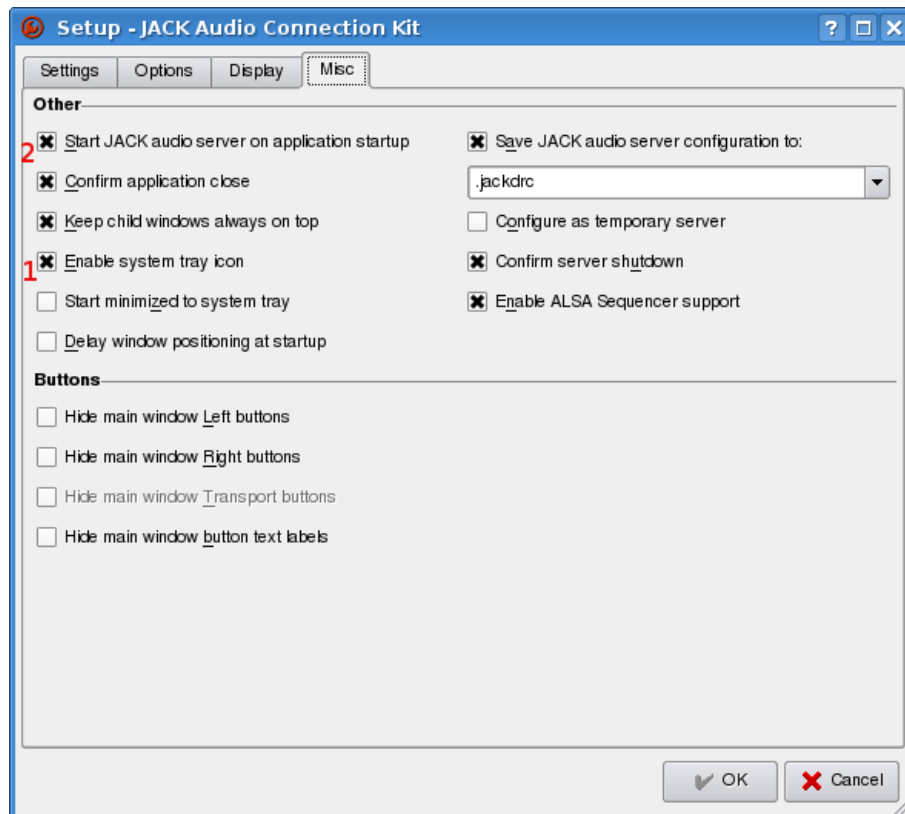 Setup - JACK Audio Connection Kit
Settings Options Display Misc
Other
2 Start JACK audio server on application startup
Save JACK audio server configuration to:
Confirm application close
.jackdrc
Keep child windows always on top
Configure as temporary server
1 Enable system tray icon
Confirm server shutdown
Start minimized to system tray
Enable ALSA Sequencer support
Delay window positioning at startup
Buttons
Hide main window Left buttons
Hide main window Right buttons
Hide main window Transport buttons
Hide main window button text labels
OK Cancel